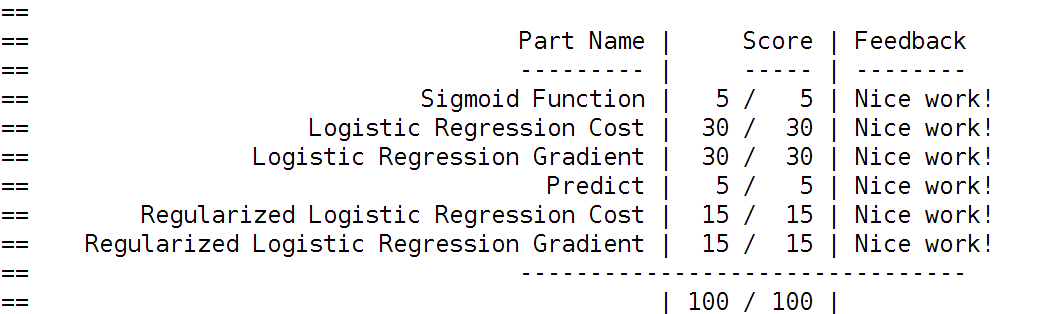 ==
== Part Name | Score | Feedback
== --------- | ----- | --------
== Sigmoid Function | 5 / 5 | Nice work!
== Logistic Regression Cost | 30 / 30 | Nice work!
== Logistic Regression Gradient | 30 / 30 | Nice work!
== Predict | 5 / 5 | Nice work!
== Regularized Logistic Regression Cost | 15 / 15 | Nice work!
== Regularized Logistic Regression Gradient | 15 / 15 | Nice work!
== --------------------------------
== | 100 / 100 |